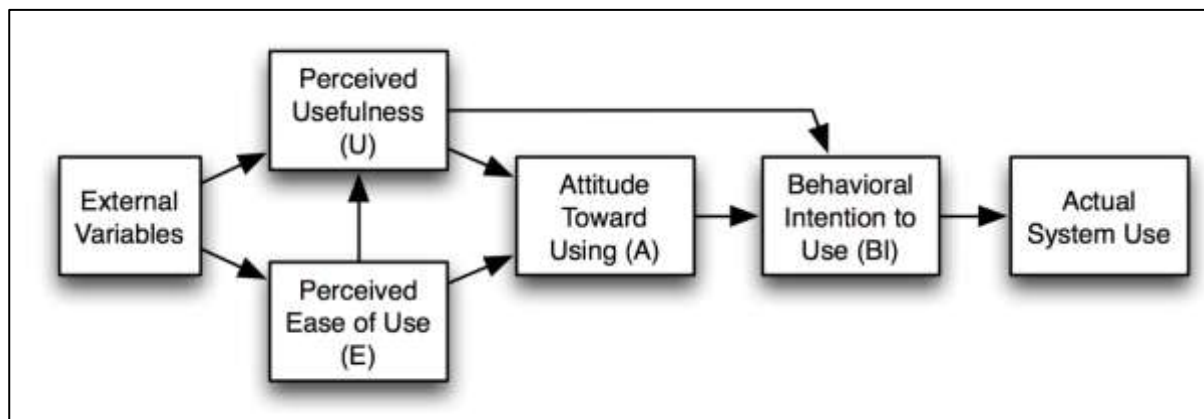 External
Variables
Perceived
Usefulness
(U)
Perceived
Ease of Use
(E)
Attitude
Toward
Using (A)
Behavioral
Intention to
Use (BI)
Actual
System Use